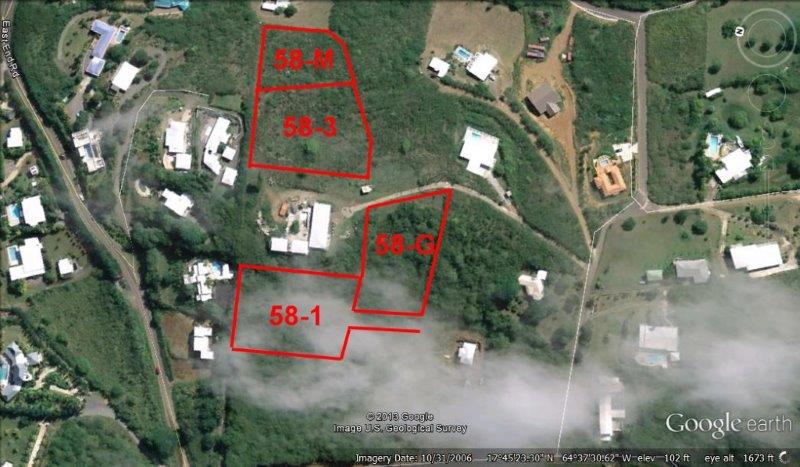 East End Rd
N
58-M
58-3
58-G
58-1
© 2013 Google
Image U.S. Geological Survey
Google earth
Imagery Date: 10/31/2006 17°45'23.30" N 64°37'30.62" W elev 102 ft eye alt 1673 ft